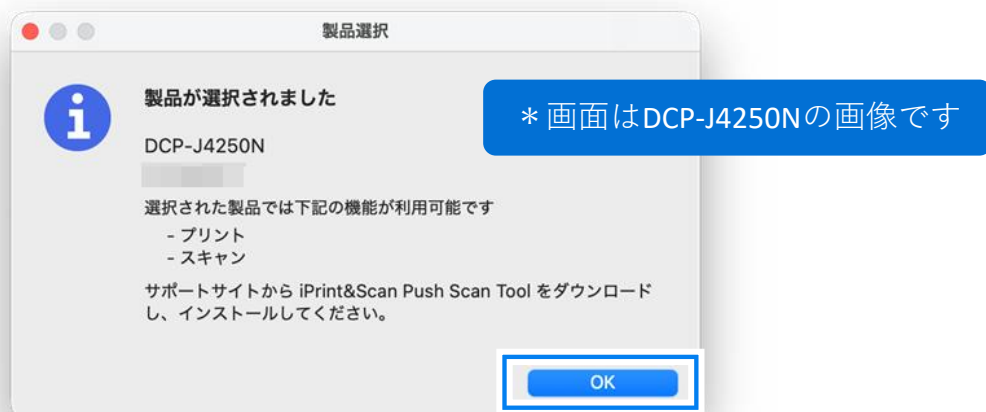 製品選択
製品が選択されました
＊画面はDCP-J4250Nの画像です
DCP-J4250N
選択された製品では下記の機能が利用可能です
- プリント
- スキャン
サポートサイトから iPrint&Scan Push Scan Tool をダウンロード
し、インストールしてください。
OK